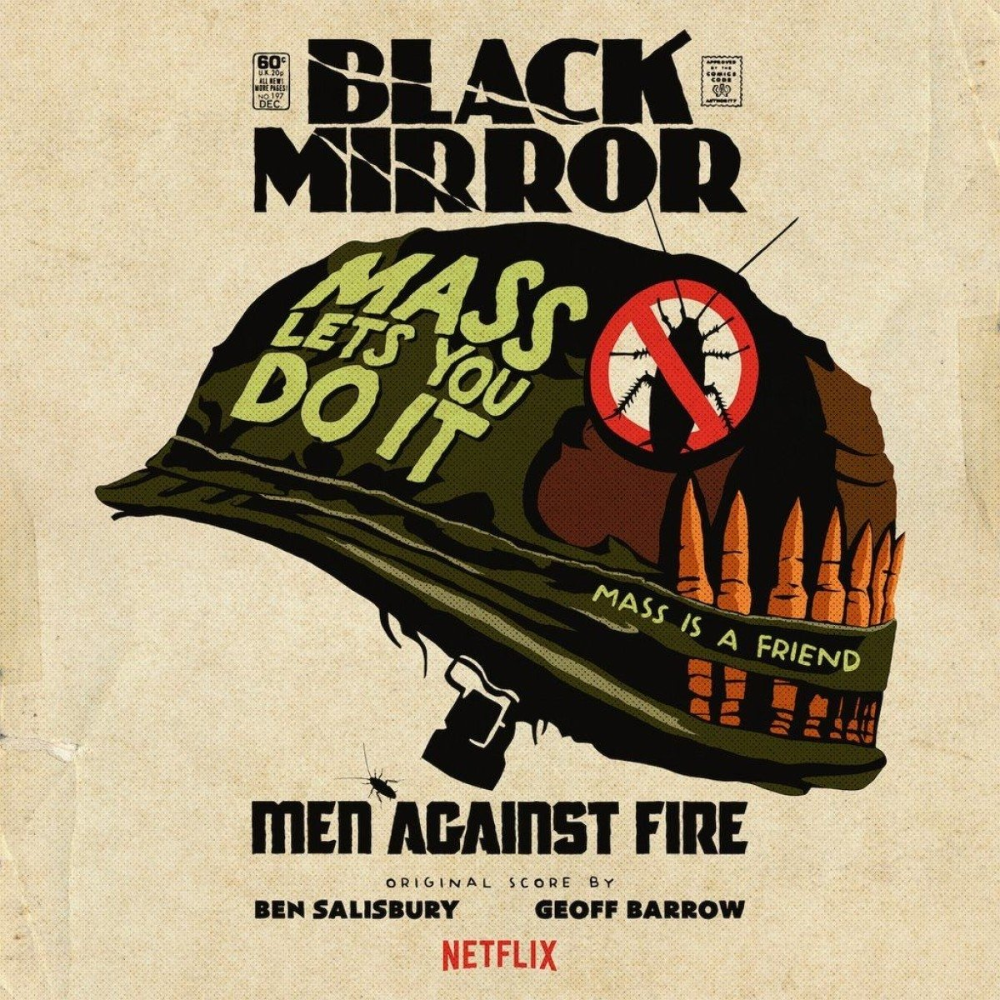 60¢
U.K. 20p
ALL NEW!
MORE PAGES!
NO. 197
DEC.
BLACK
MIRROR
APPROVED
BY THE
COMICS
CODE
AUTHORITY
MASS
LETS YOU
DO IT
MASS IS A FRIEND
MEN AGAINST FIRE
ORIGINAL SCORE BY
BEN SALISBURY GEOFF BARROW
NETFLIX